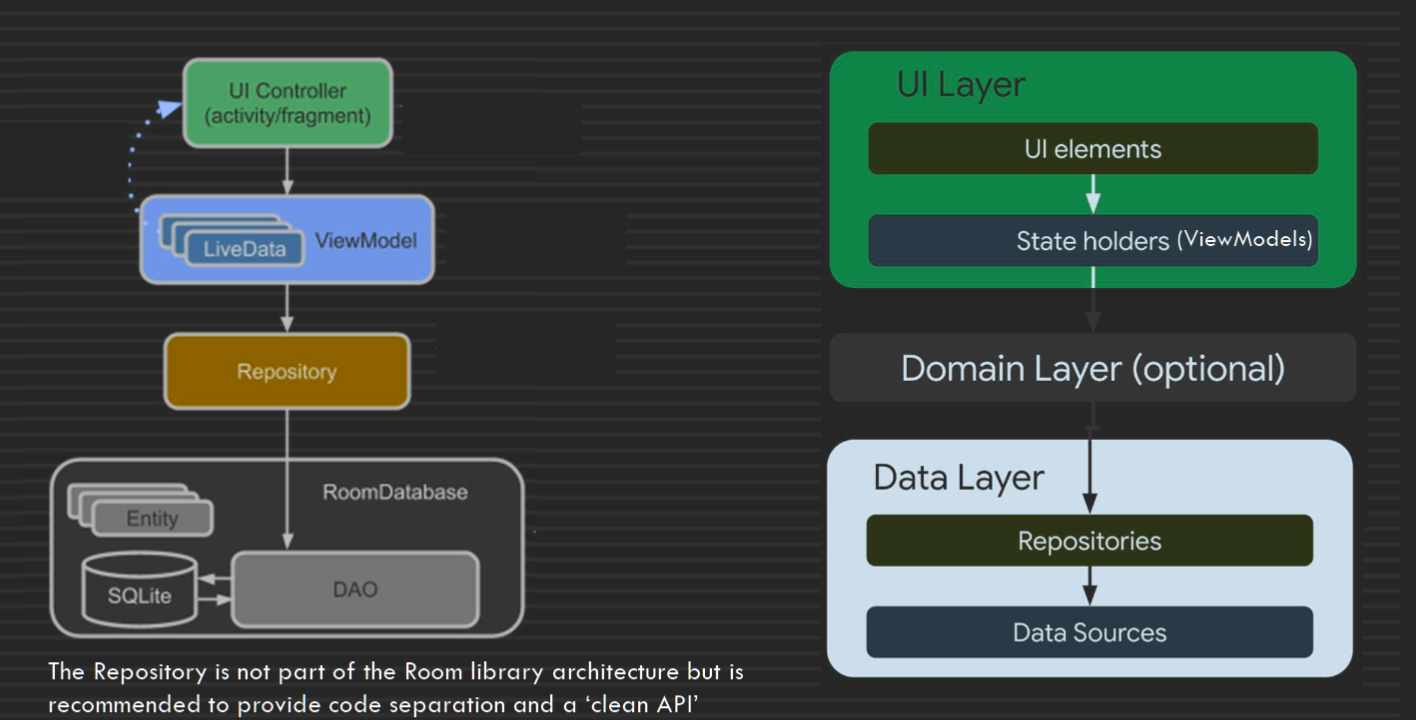 UI Controller
(activity/fragment)
LiveData
ViewModel
Repository
RoomDatabase
Entity
SQLite
DAO
The Repository is not part of the Room library architecture but is
recommended to provide code separation and a ‘clean API’
UI Layer
UI elements
State holders (ViewModels)
Domain Layer (optional)
Data Layer
Repositories
Data Sources